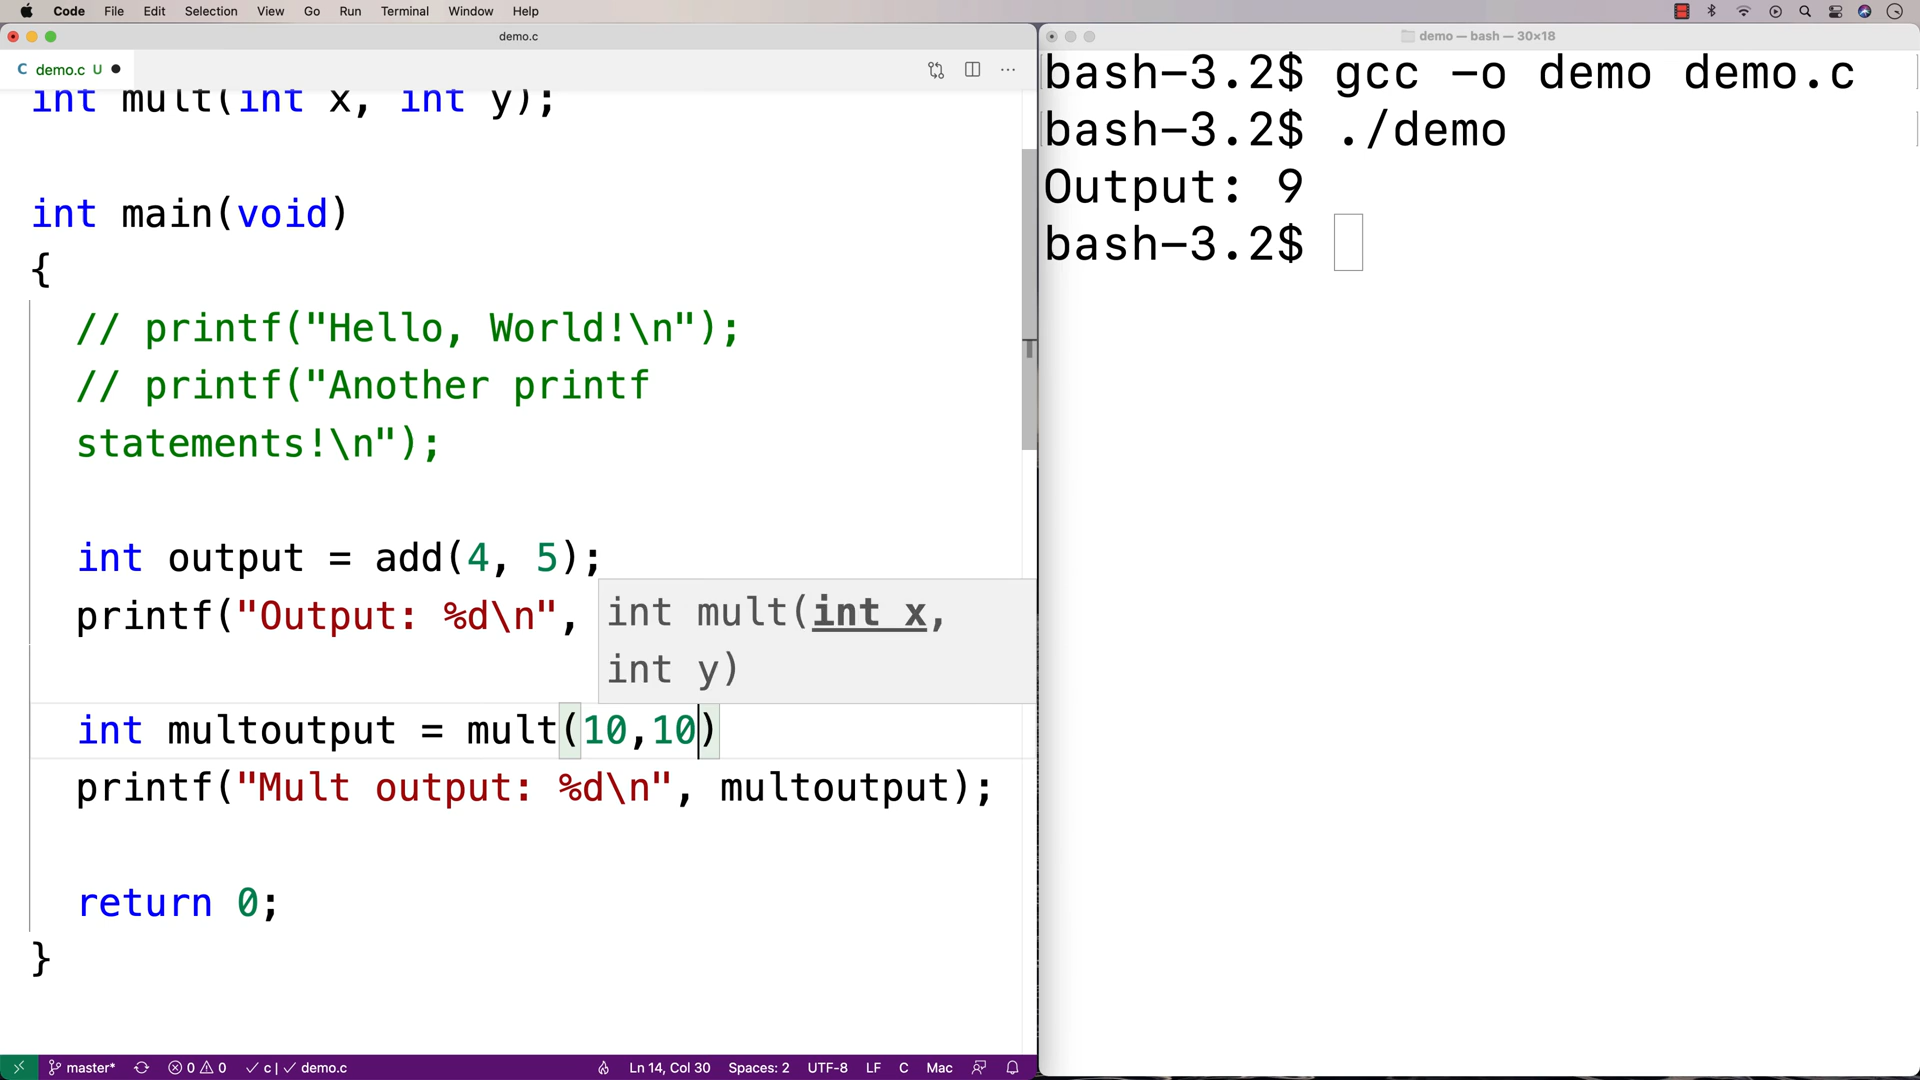 Code File Edit Selection View Go Run Terminal Window Help
demo.c
C demo.c U
int mult(int x, int y);
int main(void)
{
// printf("Hello, World!\n");
// printf("Another printf
statements!\n");
int output = add(4, 5);
printf("Output: %d\n",
int mult(int x,
int y)
int multoutput = mult(10,10)
printf("Mult output: %d\n", multoutput);
return 0;
}
master* 0 0 c | demo.c Ln 14, Col 30 Spaces: 2 UTF-8 LF C Mac
demo — bash — 30×18
bash-3.2$ gcc -o demo demo.c
bash-3.2$ ./demo
Output: 9
bash-3.2$